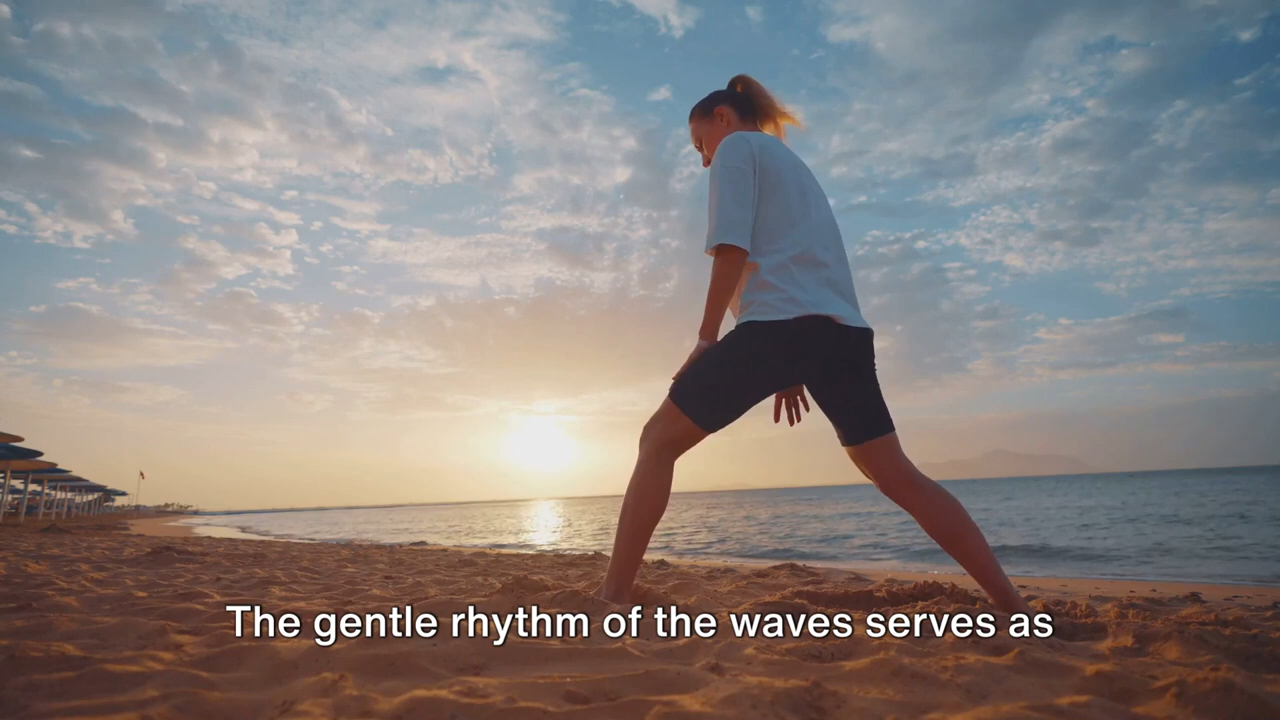 The gentle rhythm of the waves serves as